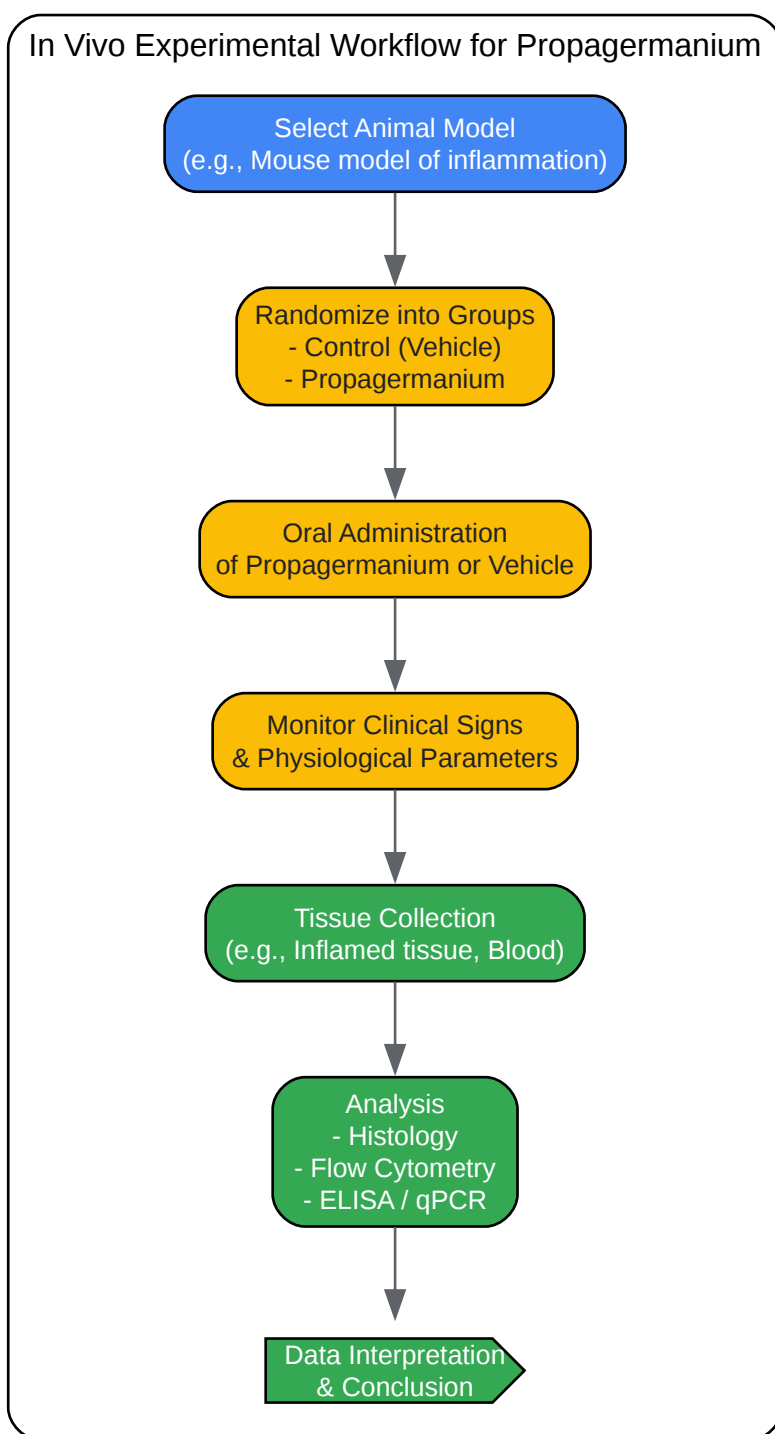 In Vivo Experimental Workflow for Propagermanium
Select Animal Model
(e.g., Mouse model of inflammation)
Randomize into Groups
- Control (Vehicle)
- Propagermanium
Oral Administration
of Propagermanium or Vehicle
Monitor Clinical Signs
& Physiological Parameters
Tissue Collection
(e.g., Inflamed tissue, Blood)
Analysis
- Histology
- Flow Cytometry
- ELISA / qPCR
Data Interpretation
& Conclusion